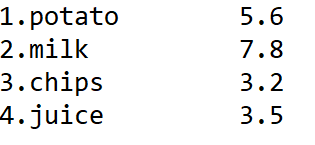 1.potato        5.6
2.milk          7.8
3.chips         3.2
4.juice         3.5